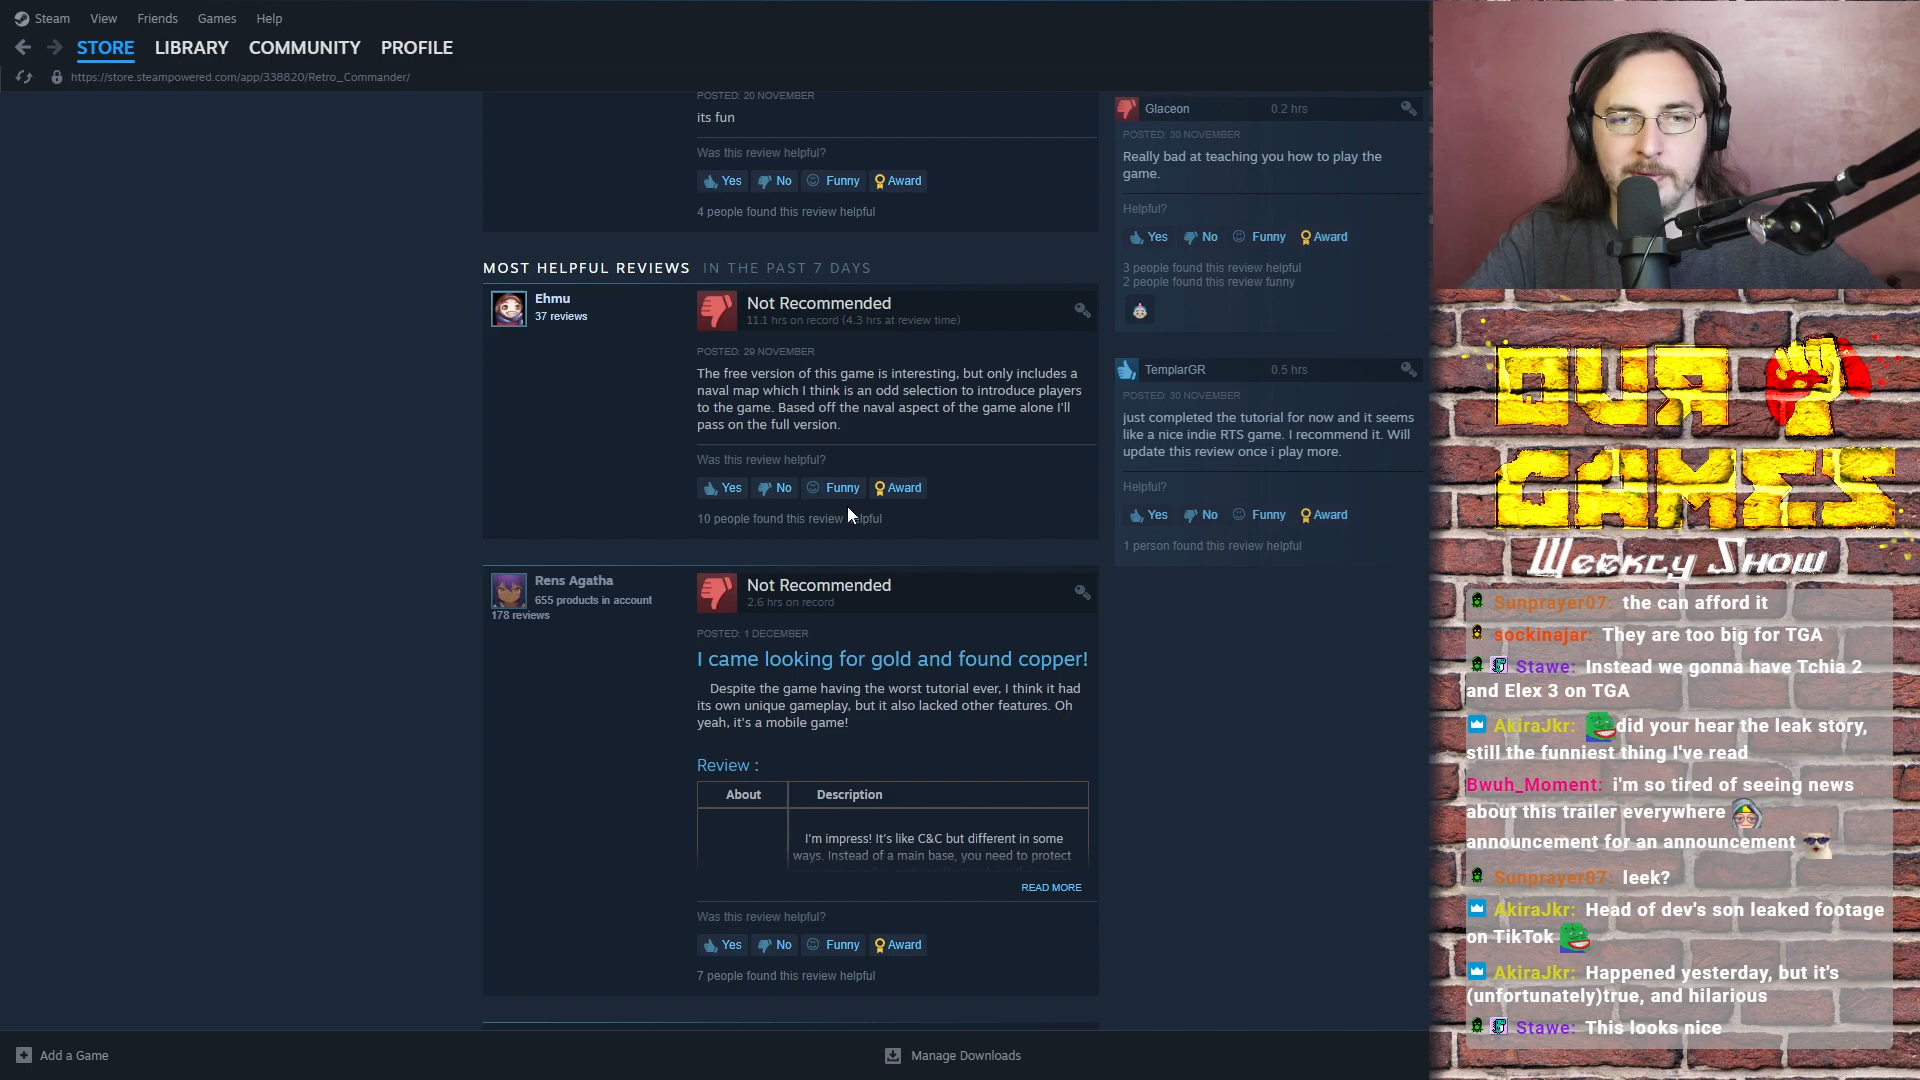 Steam View Friends Games Help
STORE LIBRARY COMMUNITY PROFILE
https://store.steampowered.com/app/338820/Retro_Commander/
POSTED: 20 NOVEMBER
its fun
Was this review helpful?
Yes No Funny Award
4 people found this review helpful
MOST HELPFUL REVIEWS IN THE PAST 7 DAYS
Ehmu
37 reviews
Not Recommended
11.1 hrs on record (4.3 hrs at review time)
POSTED: 29 NOVEMBER
The free version of this game is interesting, but only includes a
naval map which I think is an odd selection to introduce players
to the game. Based off the naval aspect of the game alone I'll
pass on the full version.
Was this review helpful?
Yes No Funny Award
10 people found this review helpful
Rens Agatha
655 products in account
178 reviews
Not Recommended
2.6 hrs on record
POSTED: 1 DECEMBER
I came looking for gold and found copper!
Despite the game having the worst tutorial ever, I think it had
its own unique gameplay, but it also lacked other features. Oh
yeah, it's a mobile game!
Review :
About Description
I'm impress! It's like C&C but different in some
ways. Instead of a main base, you need to protect
READ MORE
Was this review helpful?
Yes No Funny Award
7 people found this review helpful
Glaceon 0.2 hrs
POSTED: 30 NOVEMBER
Really bad at teaching you how to play the
game.
Helpful?
Yes No Funny Award
3 people found this review helpful
2 people found this review funny
TemplarGR 0.5 hrs
POSTED: 30 NOVEMBER
just completed the tutorial for now and it seems
like a nice indie RTS game. I recommend it. Will
update this review once i play more.
Helpful?
Yes No Funny Award
1 person found this review helpful
Add a Game
Manage Downloads
OUR
GAMES
Weekly Show
Sunprayer07: the can afford it
sockinajar: They are too big for TGA
Stawe: Instead we gonna have Tchia 2
and Elex 3 on TGA
AkiraJkr: did your hear the leak story,
still the funniest thing I've read
Bwuh_Moment: i'm so tired of seeing news
about this trailer everywhere
announcement for an announcement
Sunprayer07: leek?
AkiraJkr: Head of dev's son leaked footage
on TikTok
AkiraJkr: Happened yesterday, but it's
(unfortunately)true, and hilarious
Stawe: This looks nice